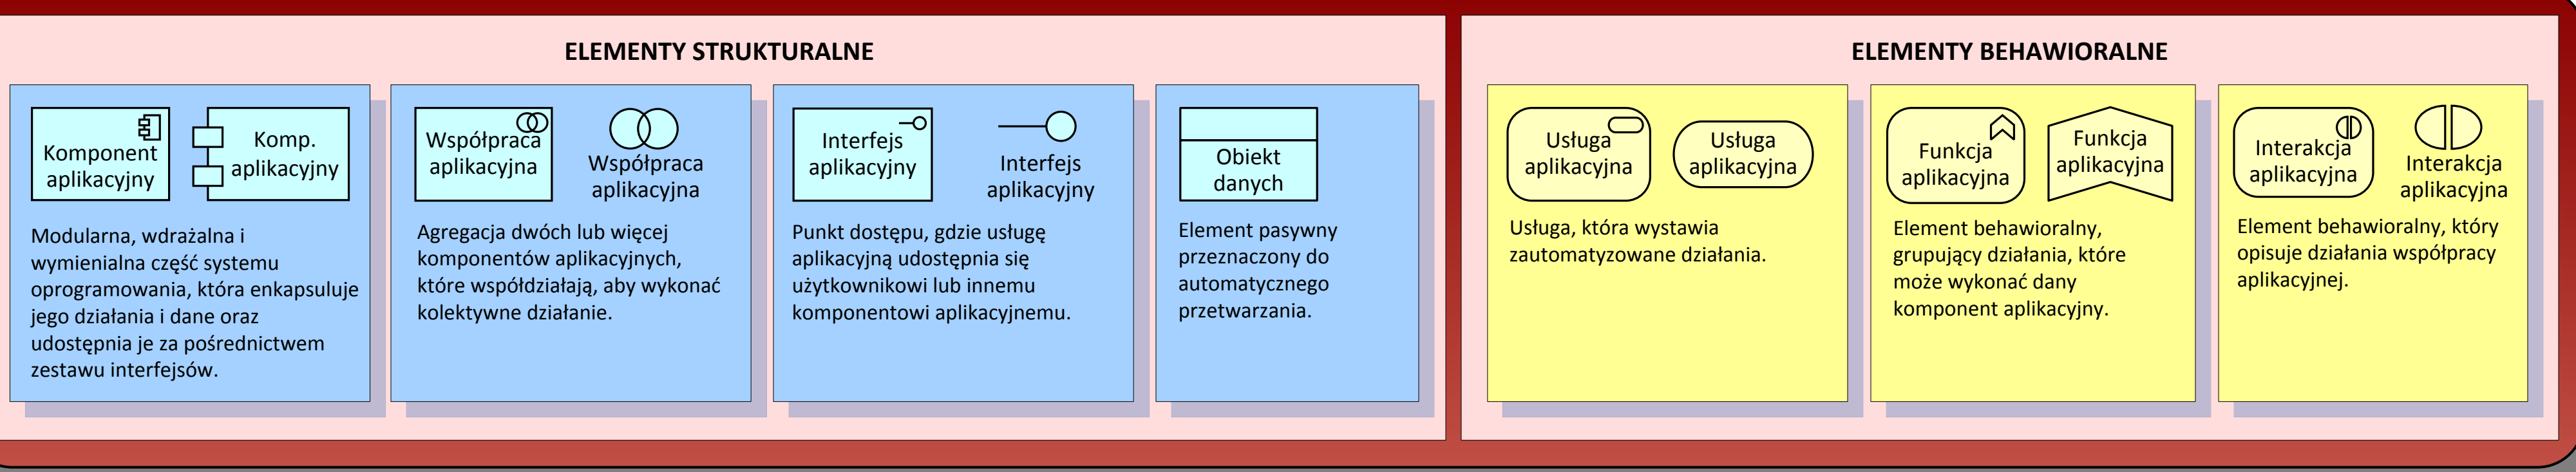 ELEMENTY STRUKTURALNE
Komponent
aplikacyjny
Komp.
aplikacyjny
Modularna, wdrażalna i
wymienialna część systemu
oprogramowania, która enkapsuluje
jego działania i dane oraz
udostępnia je za pośrednictwem
zestawu interfejsów.
Współpraca
aplikacyjna
Współpraca
aplikacyjna
Agregacja dwóch lub więcej
komponentów aplikacyjnych,
które współdziałają, aby wykonać
kolektywne działanie.
Interfejs
aplikacyjny
Interfejs
aplikacyjny
Punkt dostępu, gdzie usługę
aplikacyjną udostępnia się
użytkownikowi lub innemu
komponentowi aplikacyjnemu.
Obiekt
danych
Element pasywny
przeznaczony do
automatycznego
przetwarzania.
ELEMENTY BEHAWIORALNE
Usługa
aplikacyjna
Usługa
aplikacyjna
Usługa, która wystawia
zautomatyzowane działania.
Funkcja
aplikacyjna
Funkcja
aplikacyjna
Element behawioralny,
grupujący działania, które
może wykonać dany
komponent aplikacyjny.
Interakcja
aplikacyjna
Interakcja
aplikacyjna
Element behawioralny, który
opisuje działania współpracy
aplikacyjnej.